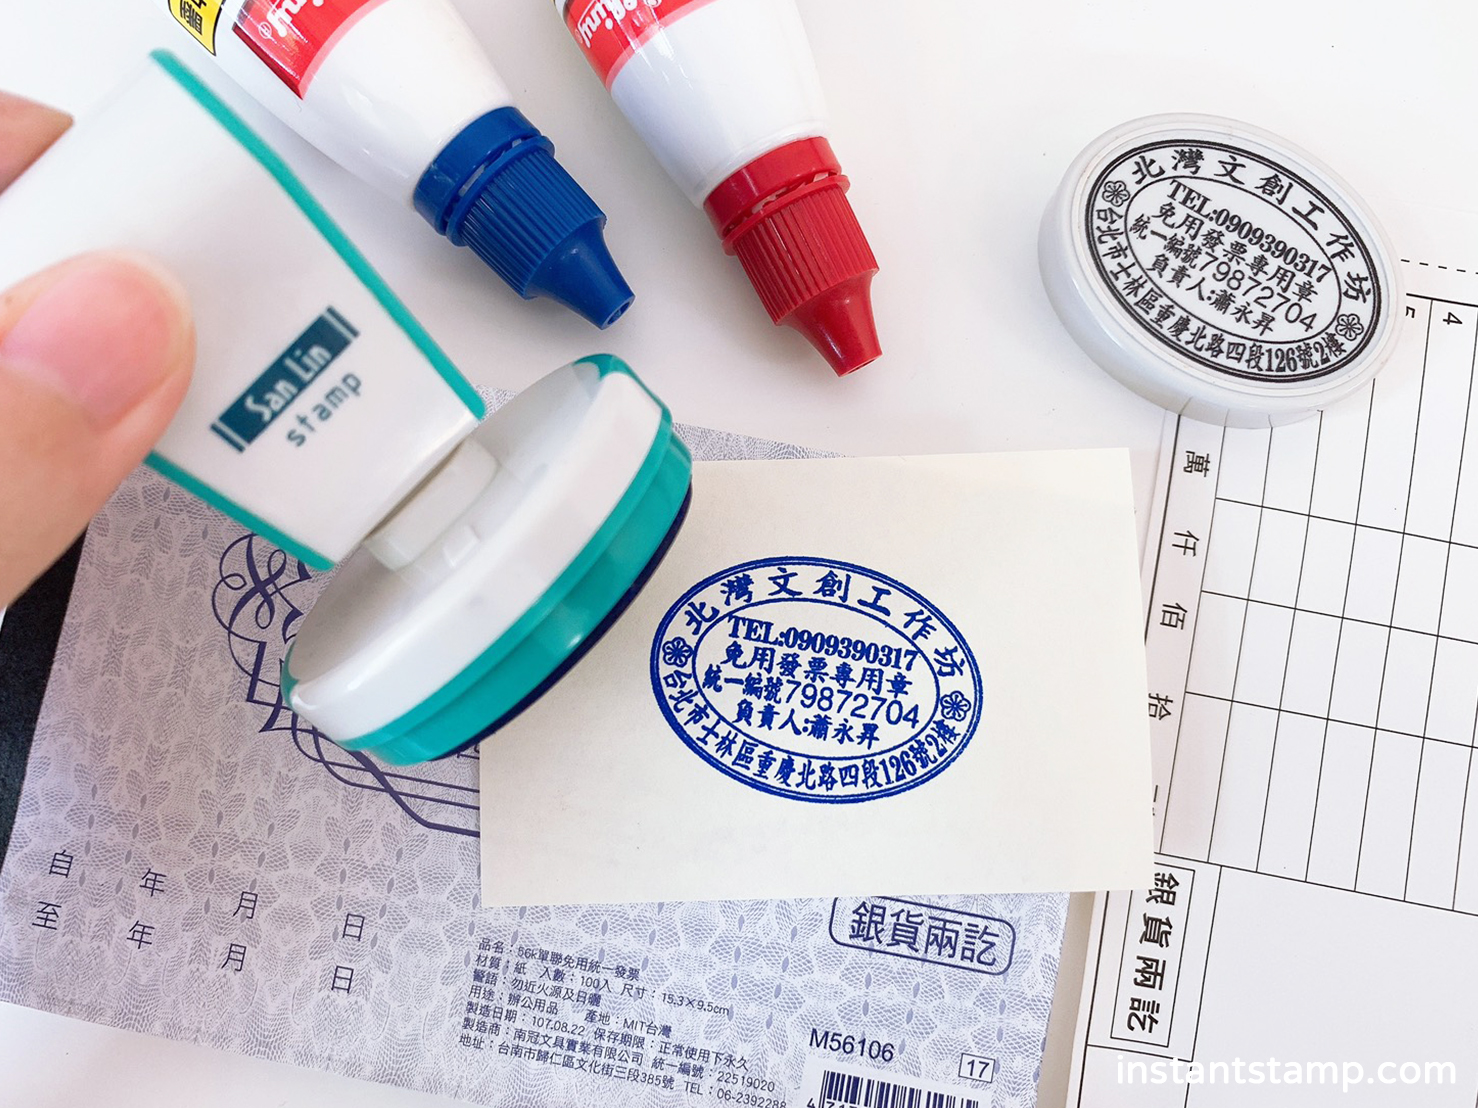 San Lin
stamp
北灣文創工作坊
TEL:0909390317
免用發票專用章
統一編號79872704
負責人:蕭永昇
台北市士林區重慶北路四段126號2樓
北灣文創工作坊
TEL:0909390317
免用發票專用章
統一編號79872704
負責人:蕭永昇
台北市士林區重慶北路四段126號2樓
4
萬
仟
佰
拾
銀貨兩訖
自 年 月 日
至 年 月 日
銀貨兩訖
品名:56k單聯免用統一發票
材質:紙 入數:100入 尺寸:15.3×9.5cm
警語:勿近火源及日曬
用途:辦公用品 產地:MIT台灣
製造日期:107.08.22 保存期限:正常使用下永久
製造商:南冠文具實業有限公司 統一編號:22519020
地址:台南市歸仁區文化街三段385號 TEL:06-2392288
M56106
17
instantstamp.com